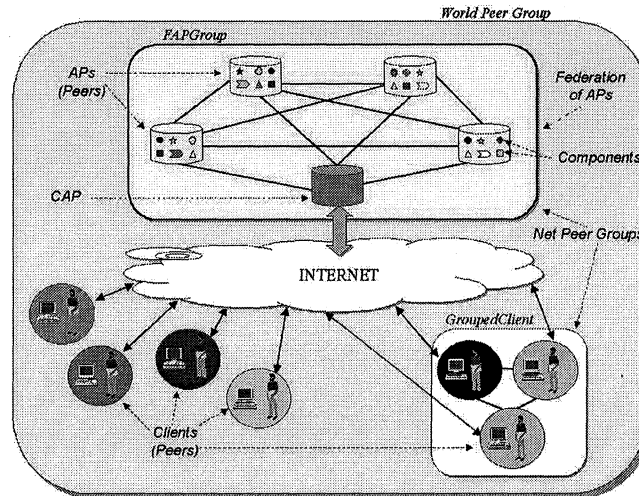 World Peer Group
FAPGroup
APs
(Peers)
Federation
of APs
Components
CAP
Net Peer Groups
INTERNET
GroupedClient
Clients
(Peers)